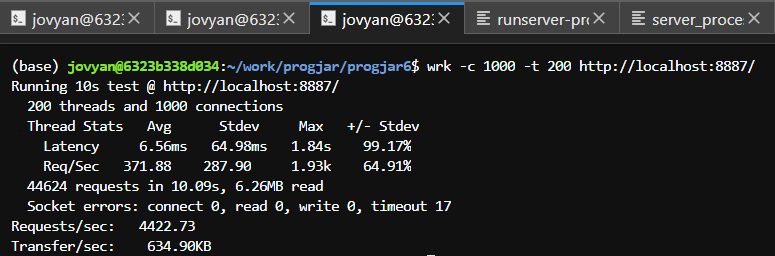 jovyan@6323
jovyan@6323
jovyan@6323
runserver-pro
server_proce
(base) jovyan@6323b338d034:~/work/progjar/progjar6$ wrk -c 1000 -t 200 http://localhost:8887/
Running 10s test @ http://localhost:8887/
  200 threads and 1000 connections
  Thread Stats   Avg      Stdev     Max   +/- Stdev
    Latency     6.56ms   64.98ms   1.84s    99.17%
    Req/Sec   371.88    287.90     1.93k    64.91%
  44624 requests in 10.09s, 6.26MB read
  Socket errors: connect 0, read 0, write 0, timeout 17
Requests/sec:   4422.73
Transfer/sec:    634.90KB